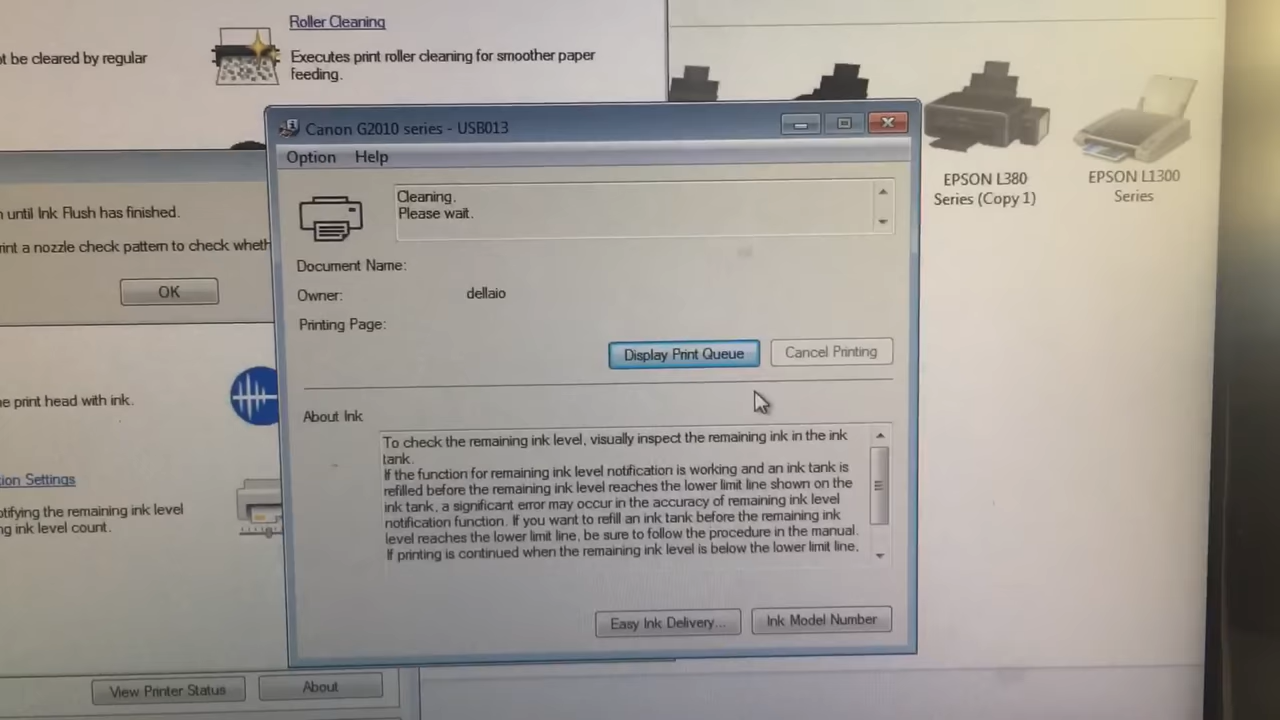 Roller Cleaning
t be cleared by regular
Executes print roller cleaning for smoother paper
feeding.
Canon G2010 series - USB013
Option Help
Cleaning.
Please wait.
Document Name:
Owner: dellaio
Printing Page:
Display Print Queue
Cancel Printing
About Ink
To check the remaining ink level, visually inspect the remaining ink in the ink
tank.
If the function for remaining ink level notification is working and an ink tank is
refilled before the remaining ink level reaches the lower limit line shown on the
ink tank, a significant error may occur in the accuracy of remaining ink level
notification function. If you want to refill an ink tank before the remaining ink
level reaches the lower limit line, be sure to follow the procedure in the manual.
If printing is continued when the remaining ink level is below the lower limit line,
Easy Ink Delivery...
Ink Model Number
until Ink Flush has finished.
rint a nozzle check pattern to check wheth
OK
e print head with ink.
ion Settings
otifying the remaining ink level
ng ink level count.
View Printer Status
About
EPSON L380
Series (Copy 1)
EPSON L1300
Series